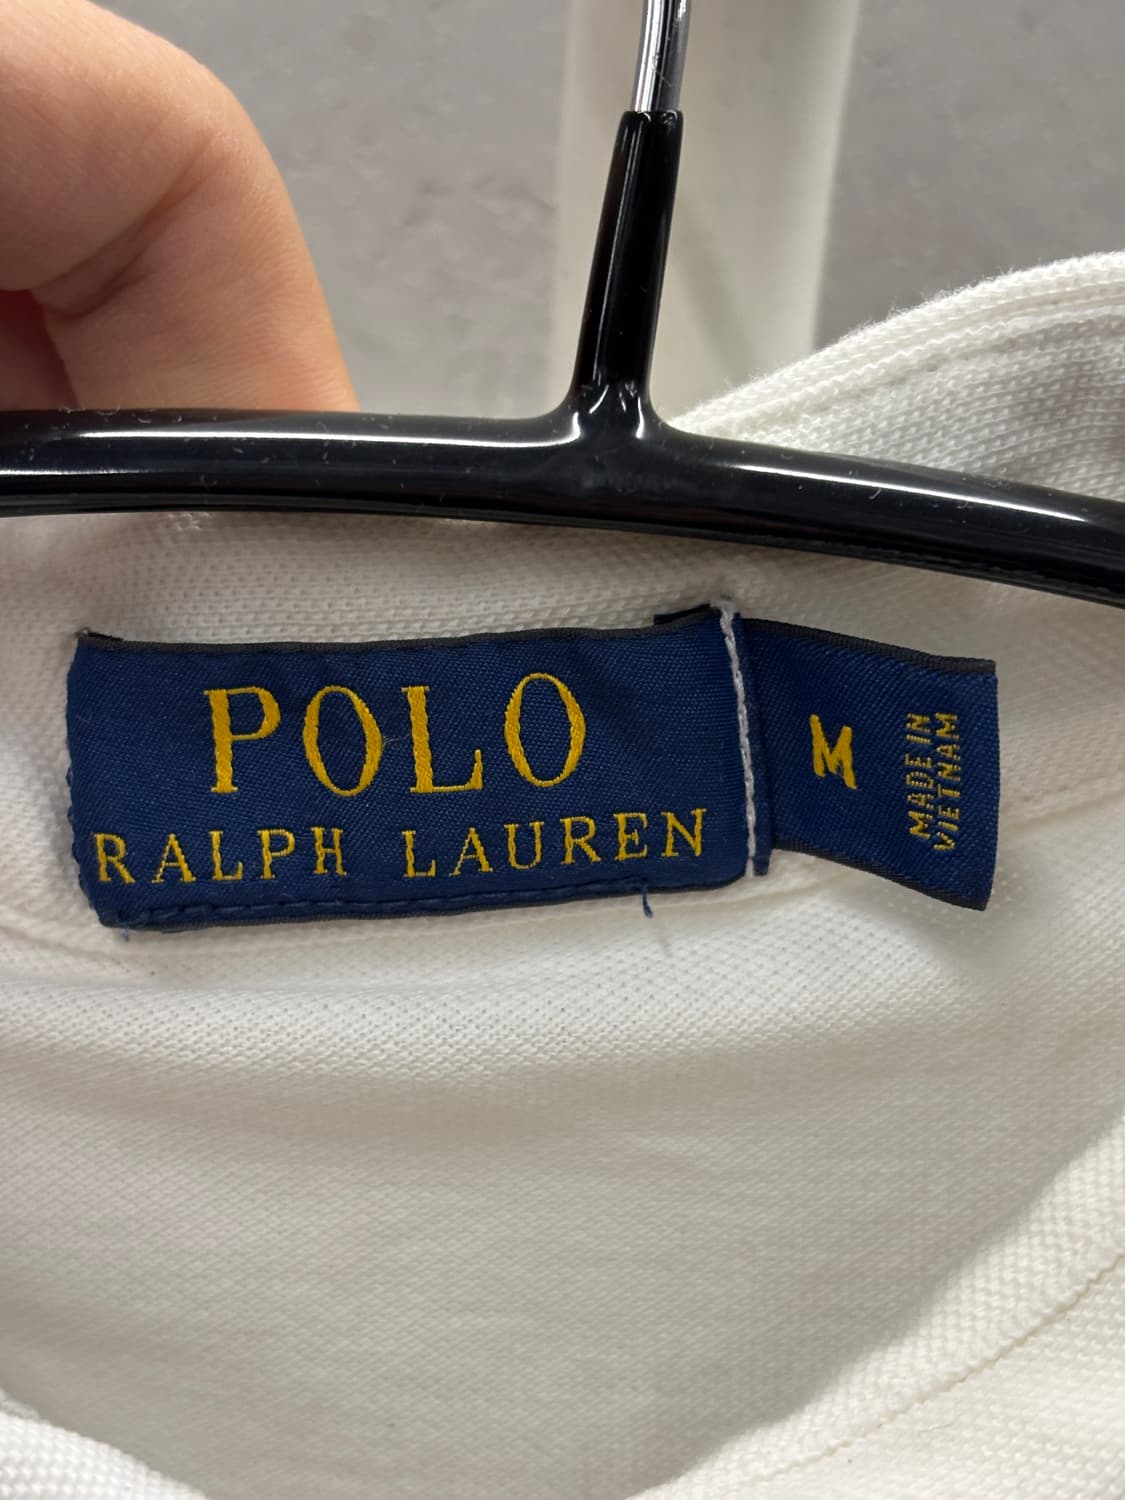 POLO
RALPH LAUREN
M
MADE IN
VIETNAM